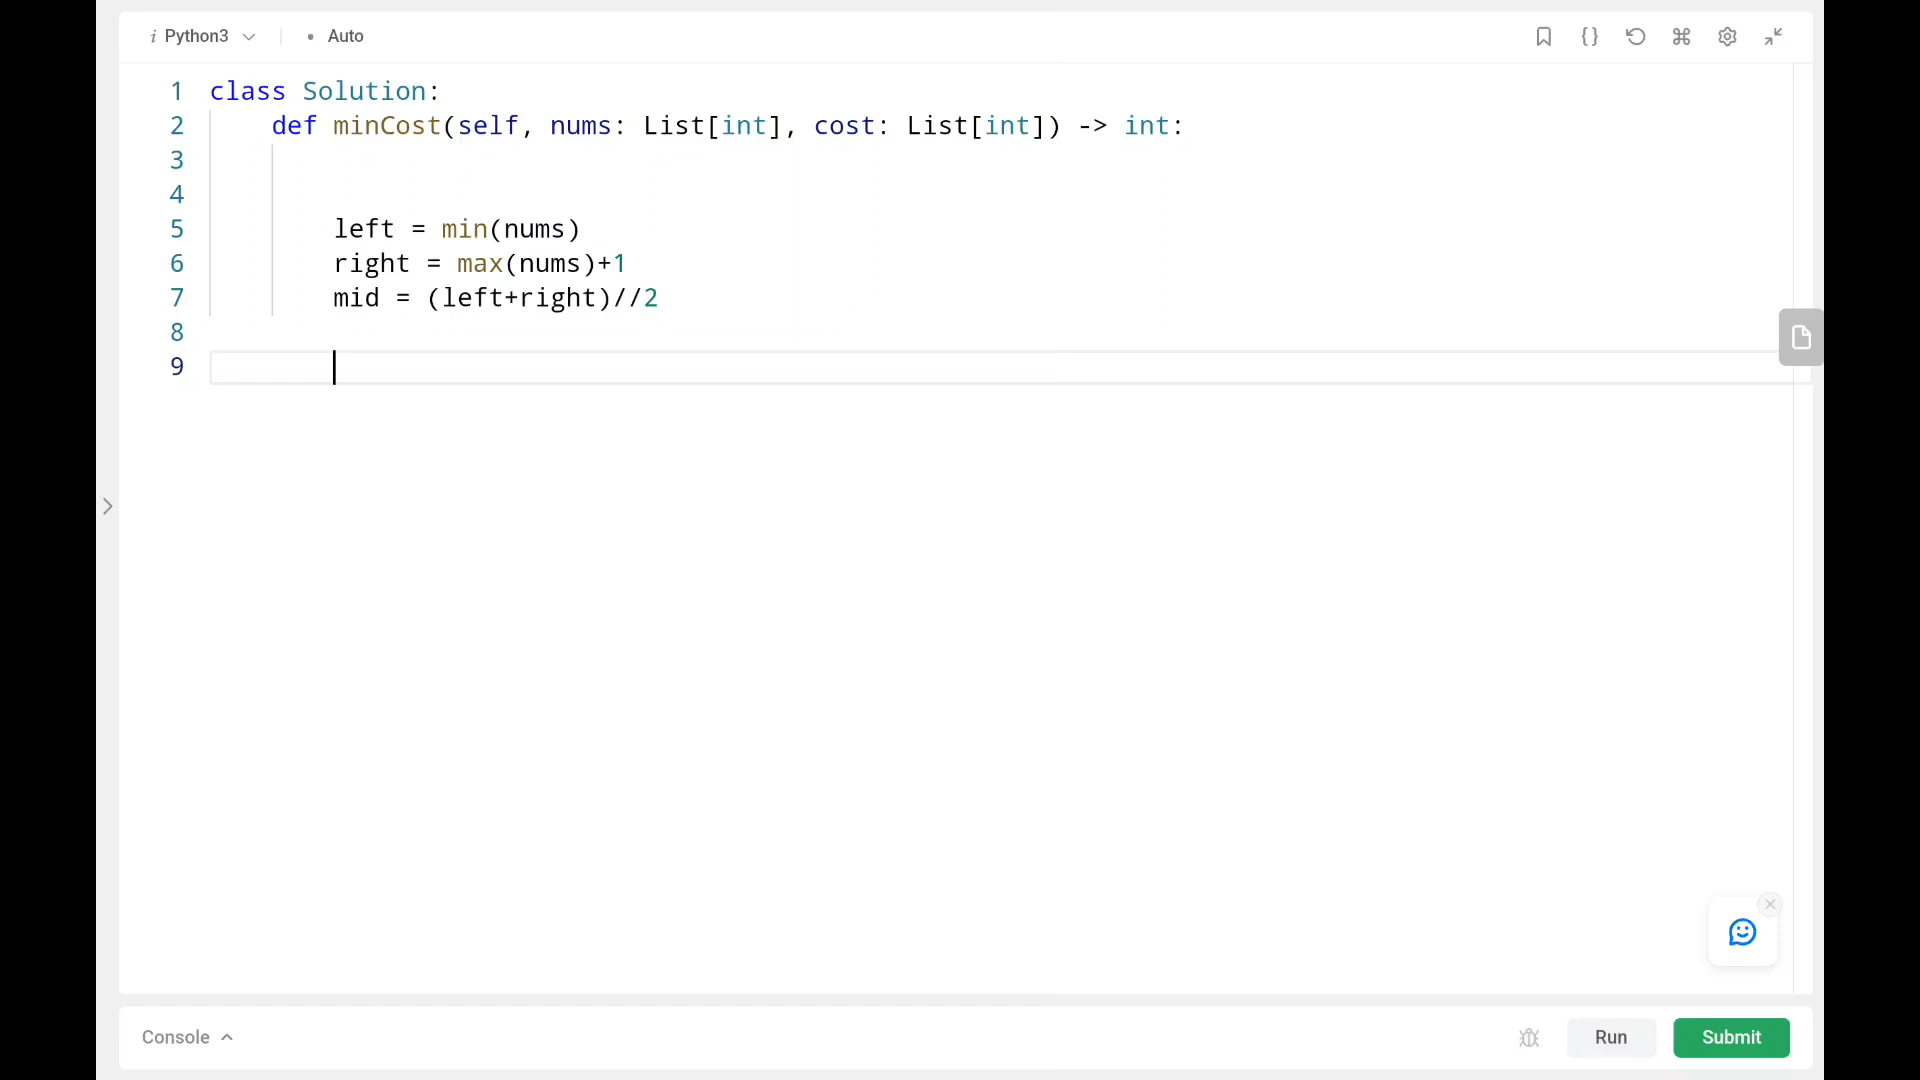 i Python3 • Auto
1 class Solution:
2 def minCost(self, nums: List[int], cost: List[int]) -> int:
3
4
5 left = min(nums)
6 right = max(nums)+1
7 mid = (left+right)//2
8
9
Console Run Submit